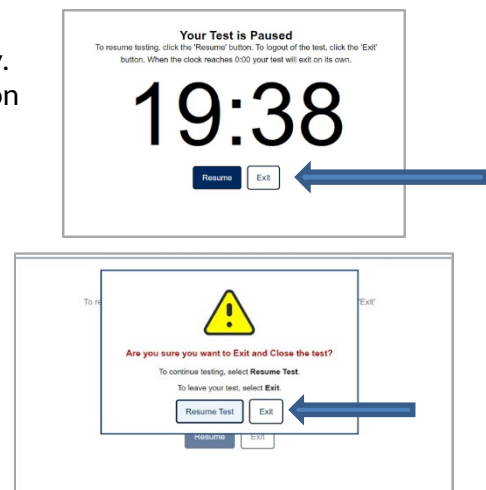 Your Test is Paused
To resume testing, click the 'Resume' button. To logout of the test, click the 'Exit'
button. When the clock reaches 0:00 your test will exit on its own.
19:38
Resume Exit
To
'Exit'
Are you sure you want to Exit and Close the test?
To continue testing, select Resume Test.
To leave your test, select Exit.
Resume Test Exit
Resume Exit